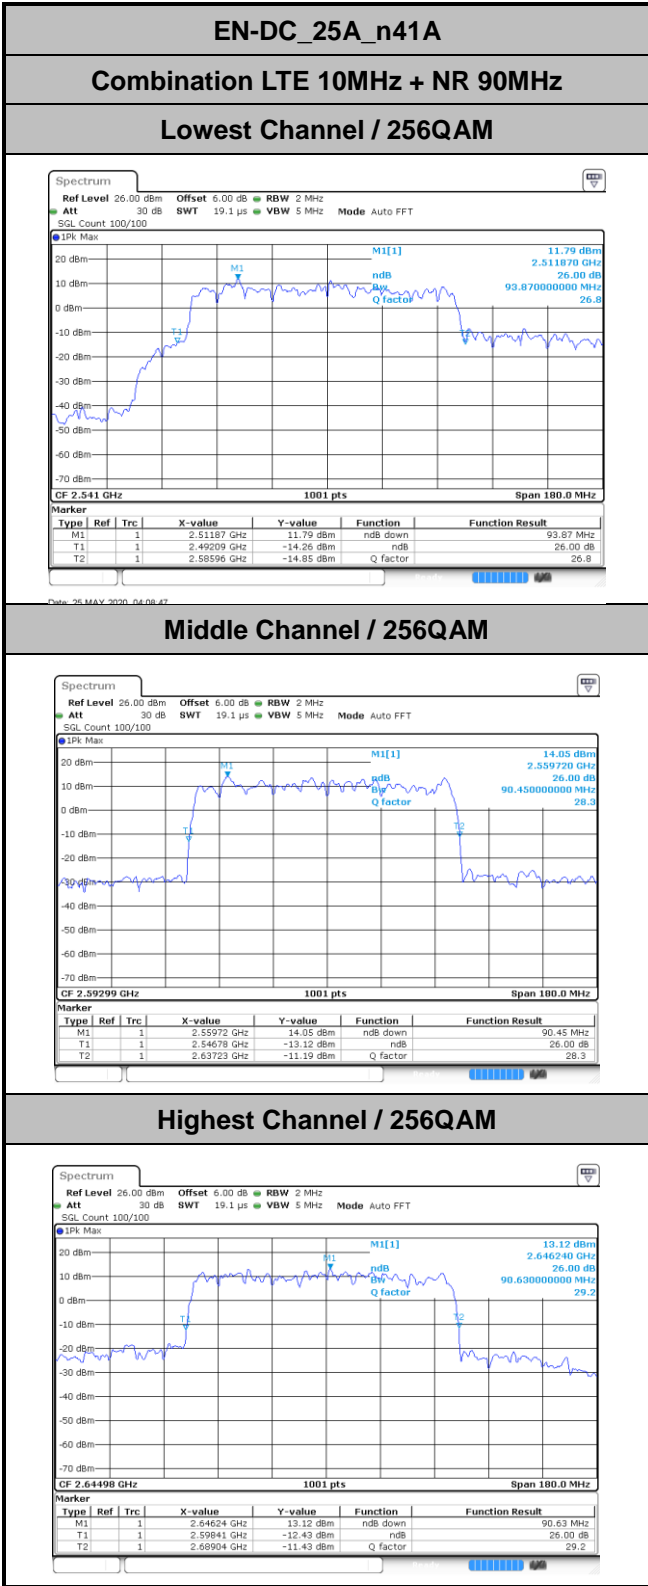 EN-DC_25A_n41A
Combination LTE 10MHz + NR 90MHz
Lowest Channel / 256QAM
Spectrum
Ref Level 26.00 dBm Offset 6.00 dB RBW 2 MHz
Att 30 dB SWT 19.1 µs VBW 5 MHz Mode Auto FFT
SGL Count 100/100
1Pk Max
M1[1] 11.79 dBm
2.511870 GHz
ndB 26.00 dB
Bw 93.870000000 MHz
Q factor 26.8
M1
T1
20 dBm
10 dBm
0 dBm
-10 dBm
-20 dBm
-30 dBm
-40 dBm
-50 dBm
-60 dBm
-70 dBm
CF 2.541 GHz 1001 pts Span 180.0 MHz
Marker
Type Ref Trc X-value Y-value Function Function Result
M1 1 2.51187 GHz 11.79 dBm ndB down 93.87 MHz
T1 1 2.49209 GHz -14.26 dBm ndB 26.00 dB
T2 1 2.58596 GHz -14.85 dBm Q factor 26.8
Date: 25 MAY 2020 04:08:47
Middle Channel / 256QAM
Spectrum
Ref Level 26.00 dBm Offset 6.00 dB RBW 2 MHz
Att 30 dB SWT 19.1 µs VBW 5 MHz Mode Auto FFT
SGL Count 100/100
1Pk Max
M1[1] 14.05 dBm
2.559720 GHz
ndB 26.00 dB
Bw 90.450000000 MHz
Q factor 28.3
M1
T1
T2
20 dBm
10 dBm
0 dBm
-10 dBm
-20 dBm
-30 dBm
-40 dBm
-50 dBm
-60 dBm
-70 dBm
CF 2.59299 GHz 1001 pts Span 180.0 MHz
Marker
Type Ref Trc X-value Y-value Function Function Result
M1 1 2.55972 GHz 14.05 dBm ndB down 90.45 MHz
T1 1 2.54678 GHz -13.12 dBm ndB 26.00 dB
T2 1 2.63723 GHz -11.19 dBm Q factor 28.3
Highest Channel / 256QAM
Spectrum
Ref Level 26.00 dBm Offset 6.00 dB RBW 2 MHz
Att 30 dB SWT 19.1 µs VBW 5 MHz Mode Auto FFT
SGL Count 100/100
1Pk Max
M1[1] 13.12 dBm
2.646240 GHz
ndB 26.00 dB
Bw 90.630000000 MHz
Q factor 29.2
M1
T1
T2
20 dBm
10 dBm
0 dBm
-10 dBm
-20 dBm
-30 dBm
-40 dBm
-50 dBm
-60 dBm
-70 dBm
CF 2.64498 GHz 1001 pts Span 180.0 MHz
Marker
Type Ref Trc X-value Y-value Function Function Result
M1 1 2.64624 GHz 13.12 dBm ndB down 90.63 MHz
T1 1 2.59841 GHz -12.43 dBm ndB 26.00 dB
T2 1 2.68904 GHz -11.43 dBm Q factor 29.2